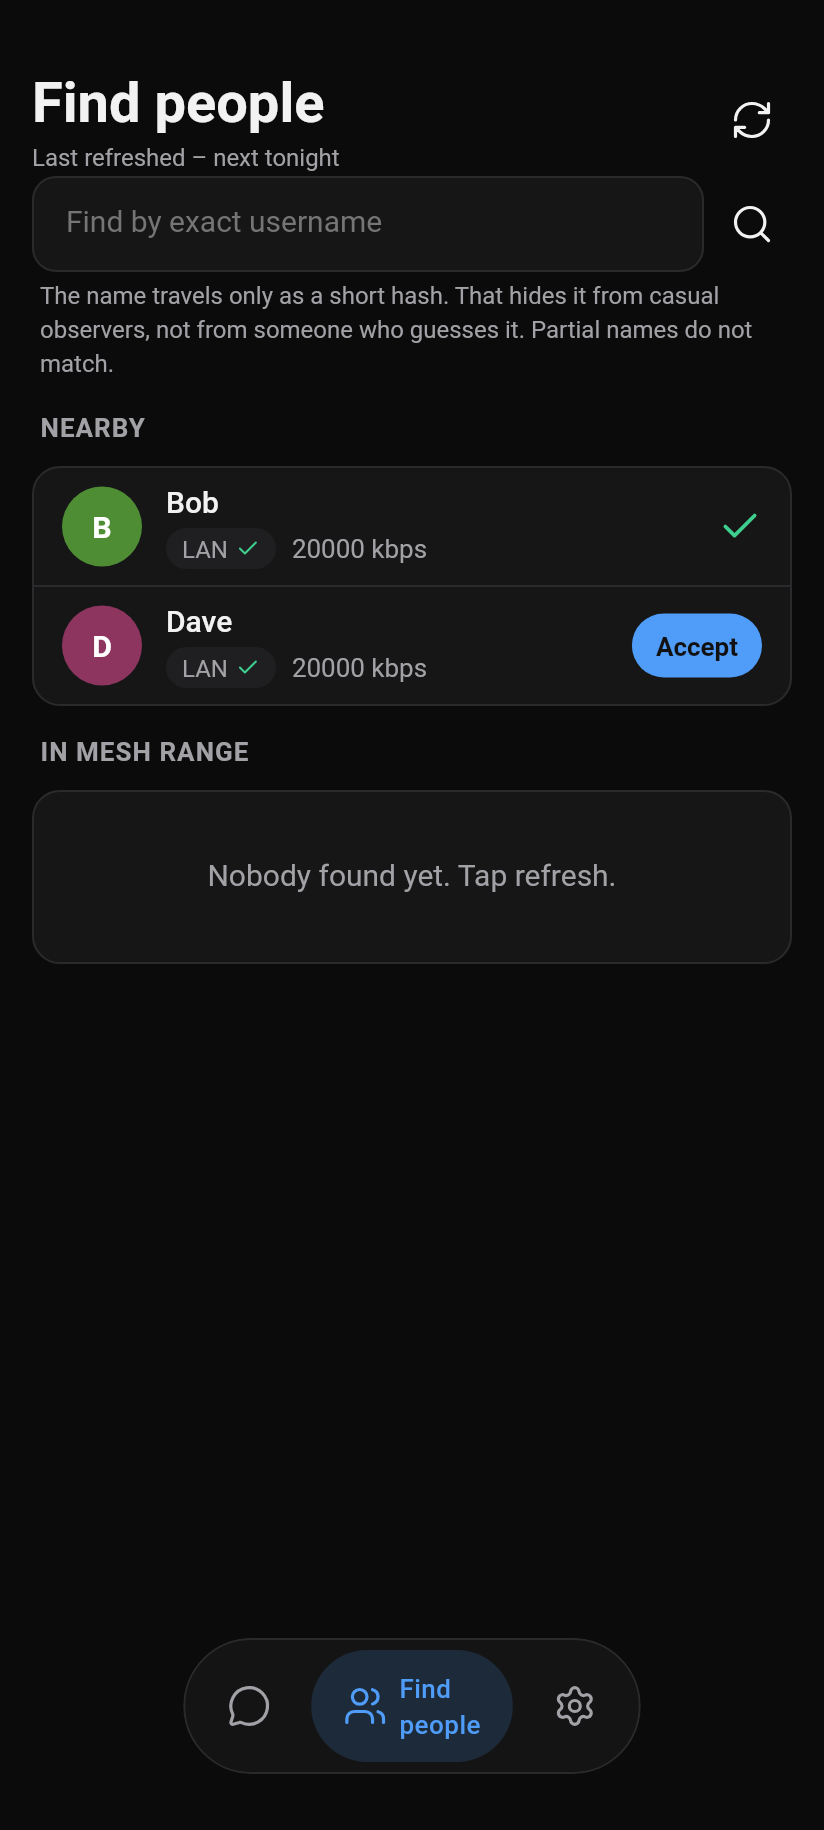 Find people
Last refreshed – next tonight
Find by exact username
The name travels only as a short hash. That hides it from casual
observers, not from someone who guesses it. Partial names do not
match.
NEARBY
B
Bob
LAN
20000 kbps
D
Dave
LAN
20000 kbps
Accept
IN MESH RANGE
Nobody found yet. Tap refresh.
Find
people